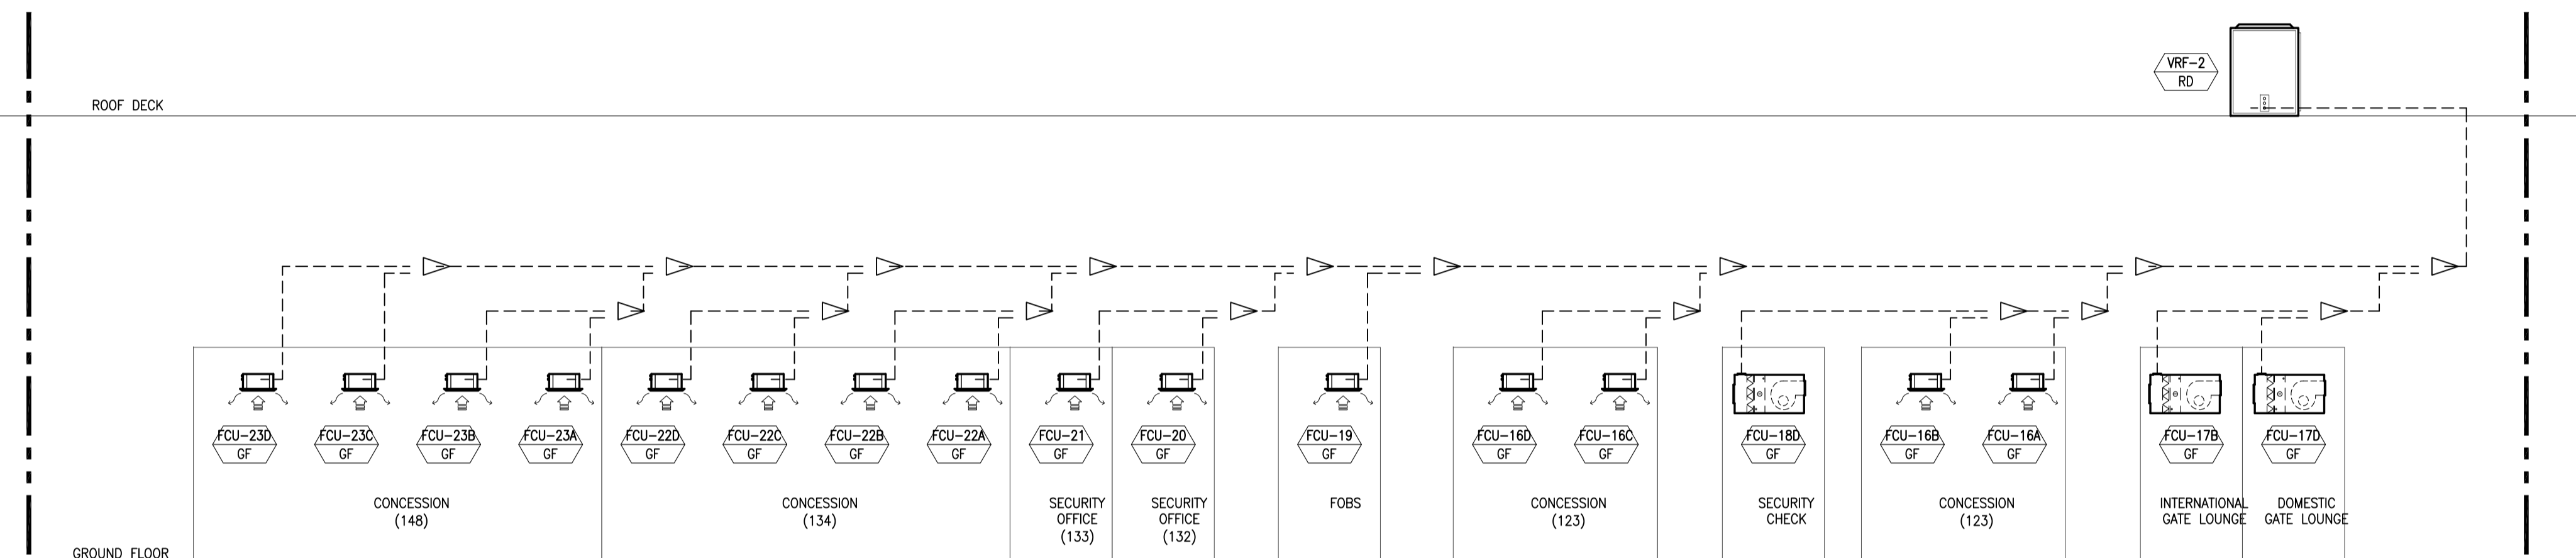 VRF-2
RD
ROOF DECK
FCU-23D
GF
FCU-23C
GF
FCU-23B
GF
FCU-23A
GF
FCU-22D
GF
FCU-22C
GF
FCU-22B
GF
FCU-22A
GF
FCU-21
GF
FCU-20
GF
FCU-19
GF
FCU-16D
GF
FCU-16C
GF
FCU-18D
GF
FCU-16B
GF
FCU-16A
GF
FCU-17B
GF
FCU-17D
GF
CONCESSION
(148)
CONCESSION
(134)
SECURITY
OFFICE
(133)
SECURITY
OFFICE
(132)
FOBS
CONCESSION
(123)
SECURITY
CHECK
CONCESSION
(123)
INTERNATIONAL
GATE LOUNGE
DOMESTIC
GATE LOUNGE
GROUND FLOOR